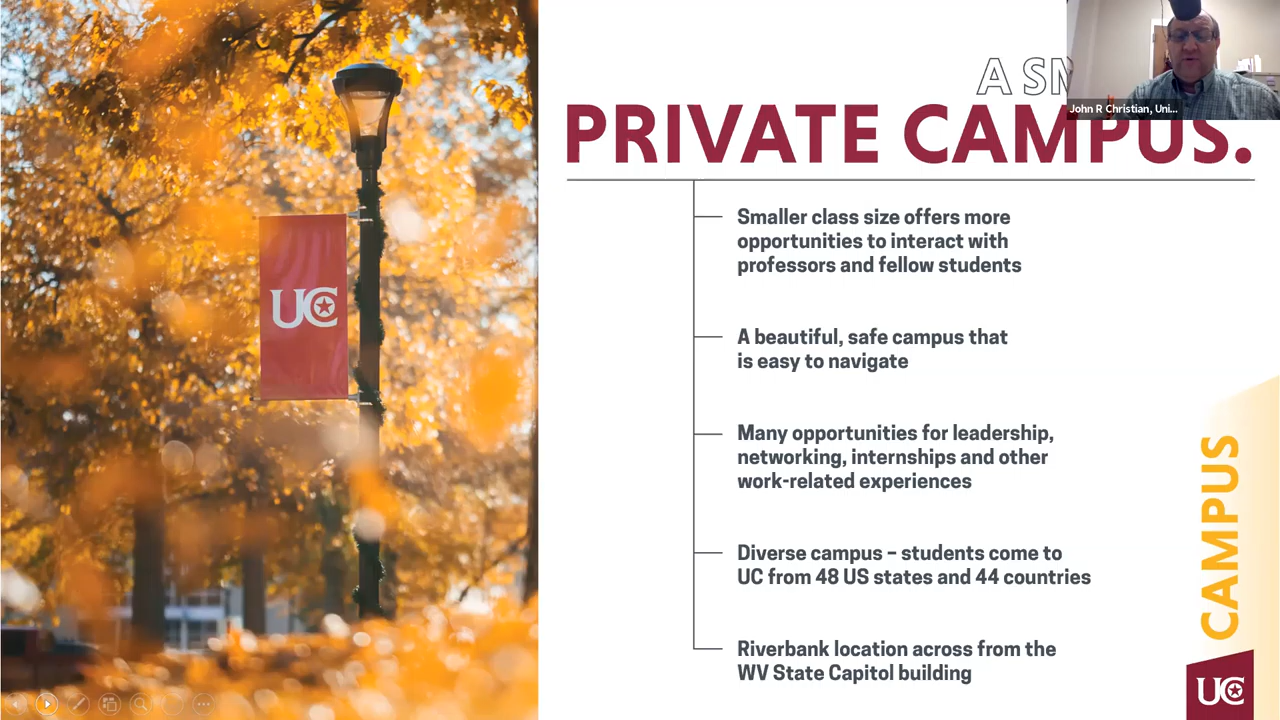 A
John R Christian, Uni...
PRIVATE CAMPUS.
UC
Smaller class size offers more
opportunities to interact with
professors and fellow students
A beautiful, safe campus that
is easy to navigate
Many opportunities for leadership,
networking, internships and other
work-related experiences
Diverse campus – students come to
UC from 48 US states and 44 countries
Riverbank location across from the
WV State Capitol building
CAMPUS
UC